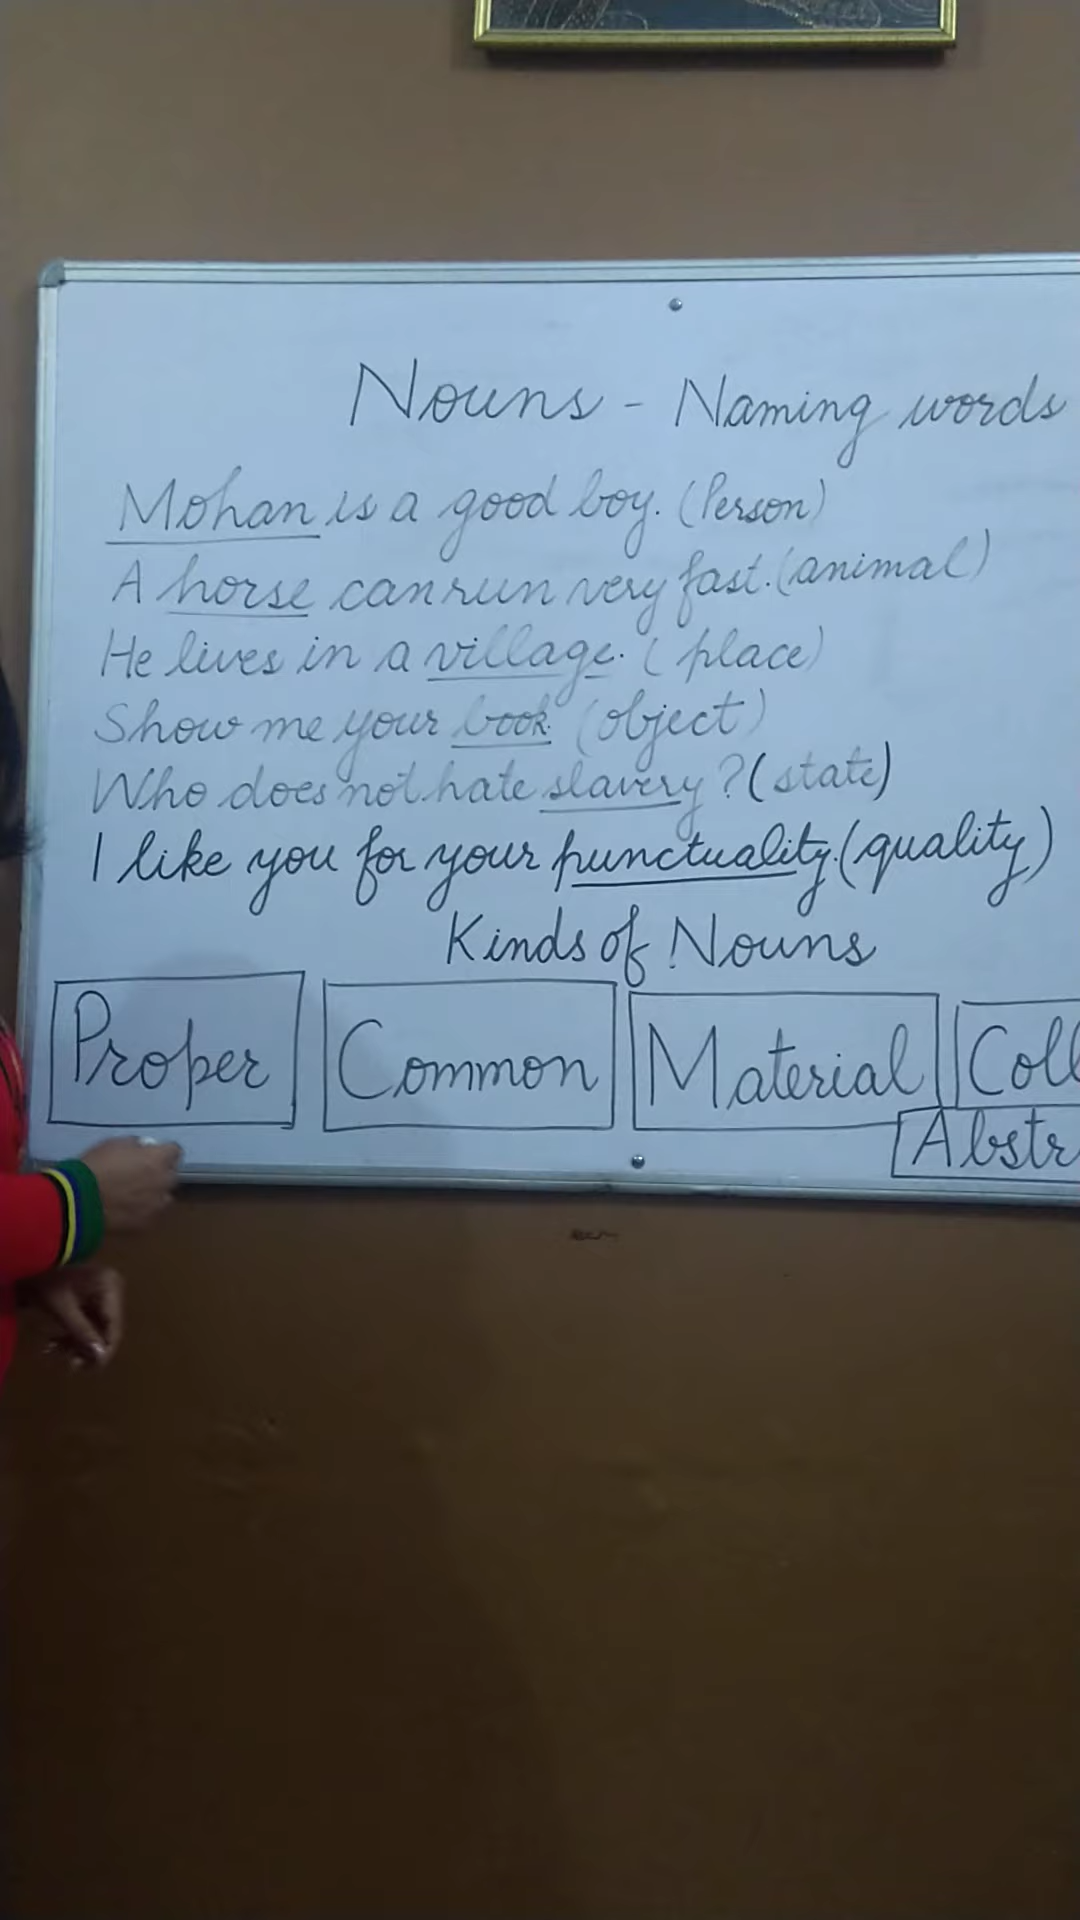 Nouns - Naming words
Mohan is a good boy. (Person)
A horse can run very fast. (animal)
He lives in a village. (place)
Show me your book. (object)
Who does not hate slavery? (state)
I like you for your punctuality. (quality)
Kinds of Nouns
Proper Common Material Coll
Abstr